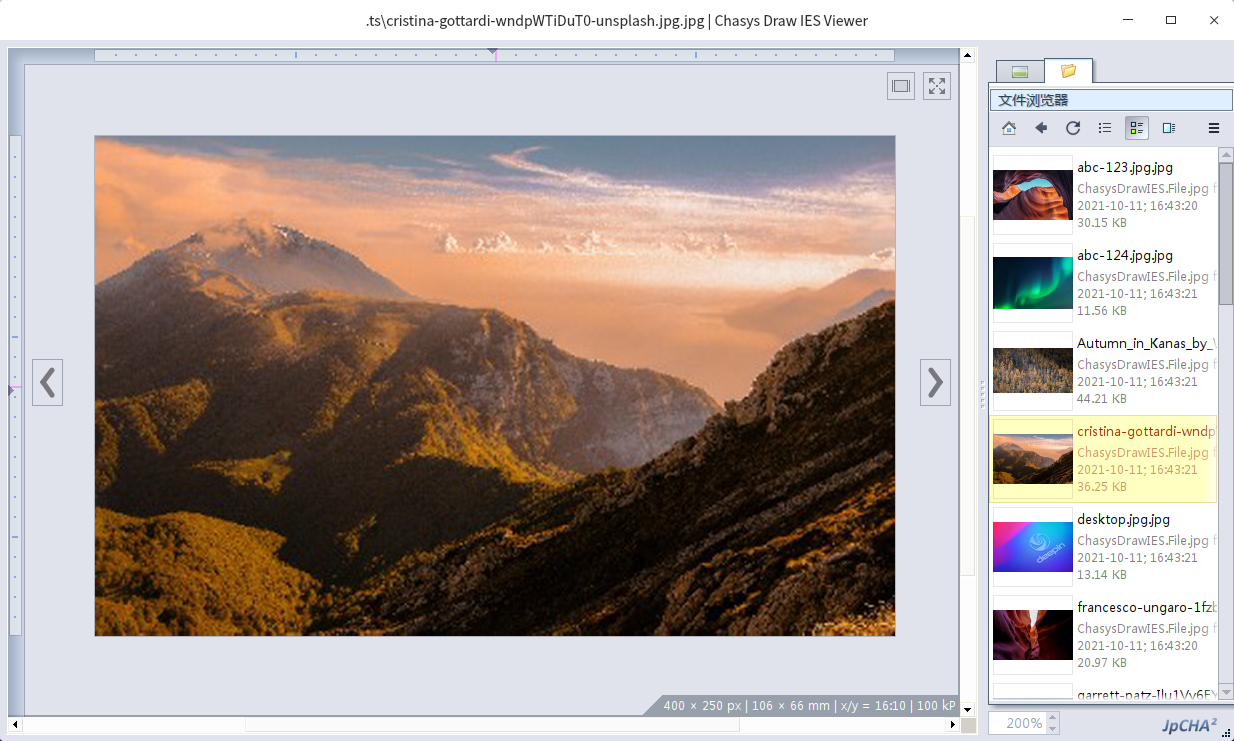 .ts\cristina-gottardi-wndpWTiDuT0-unsplash.jpg.jpg | Chasys Draw IES Viewer
文件浏览器
abc-123.jpg.jpg
ChasysDrawIES.File.jpg f
2021-10-11; 16:43:20
30.15 KB
abc-124.jpg.jpg
ChasysDrawIES.File.jpg f
2021-10-11; 16:43:21
11.56 KB
Autumn_in_Kanas_by_
ChasysDrawIES.File.jpg f
2021-10-11; 16:43:21
44.21 KB
cristina-gottardi-wndp
ChasysDrawIES.File.jpg f
2021-10-11; 16:43:21
36.25 KB
desktop.jpg.jpg
ChasysDrawIES.File.jpg f
2021-10-11; 16:43:21
13.14 KB
deepin
francesco-ungaro-1fzb
ChasysDrawIES.File.jpg f
2021-10-11; 16:43:20
20.97 KB
garrett-patz-Ilu1Vv6FY
400 × 250 px | 106 × 66 mm | x/y = 16:10 | 100 kP
200%
JpCHA²